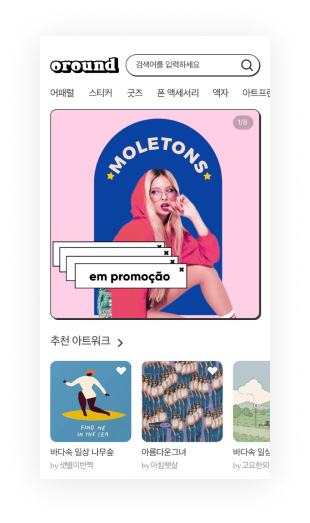 oround
검색어를 입력하세요
어패럴 스티커 굿즈 폰 액세서리 액자 아트프린
1/8
MOLETONS
em promoção
추천 아트워크
FIND ME
IN THE SEA
바다속 일상 나무숲
아름다운그녀
바다속 일상
by 샛별이반짝
by 아침햇살
by 고요한외